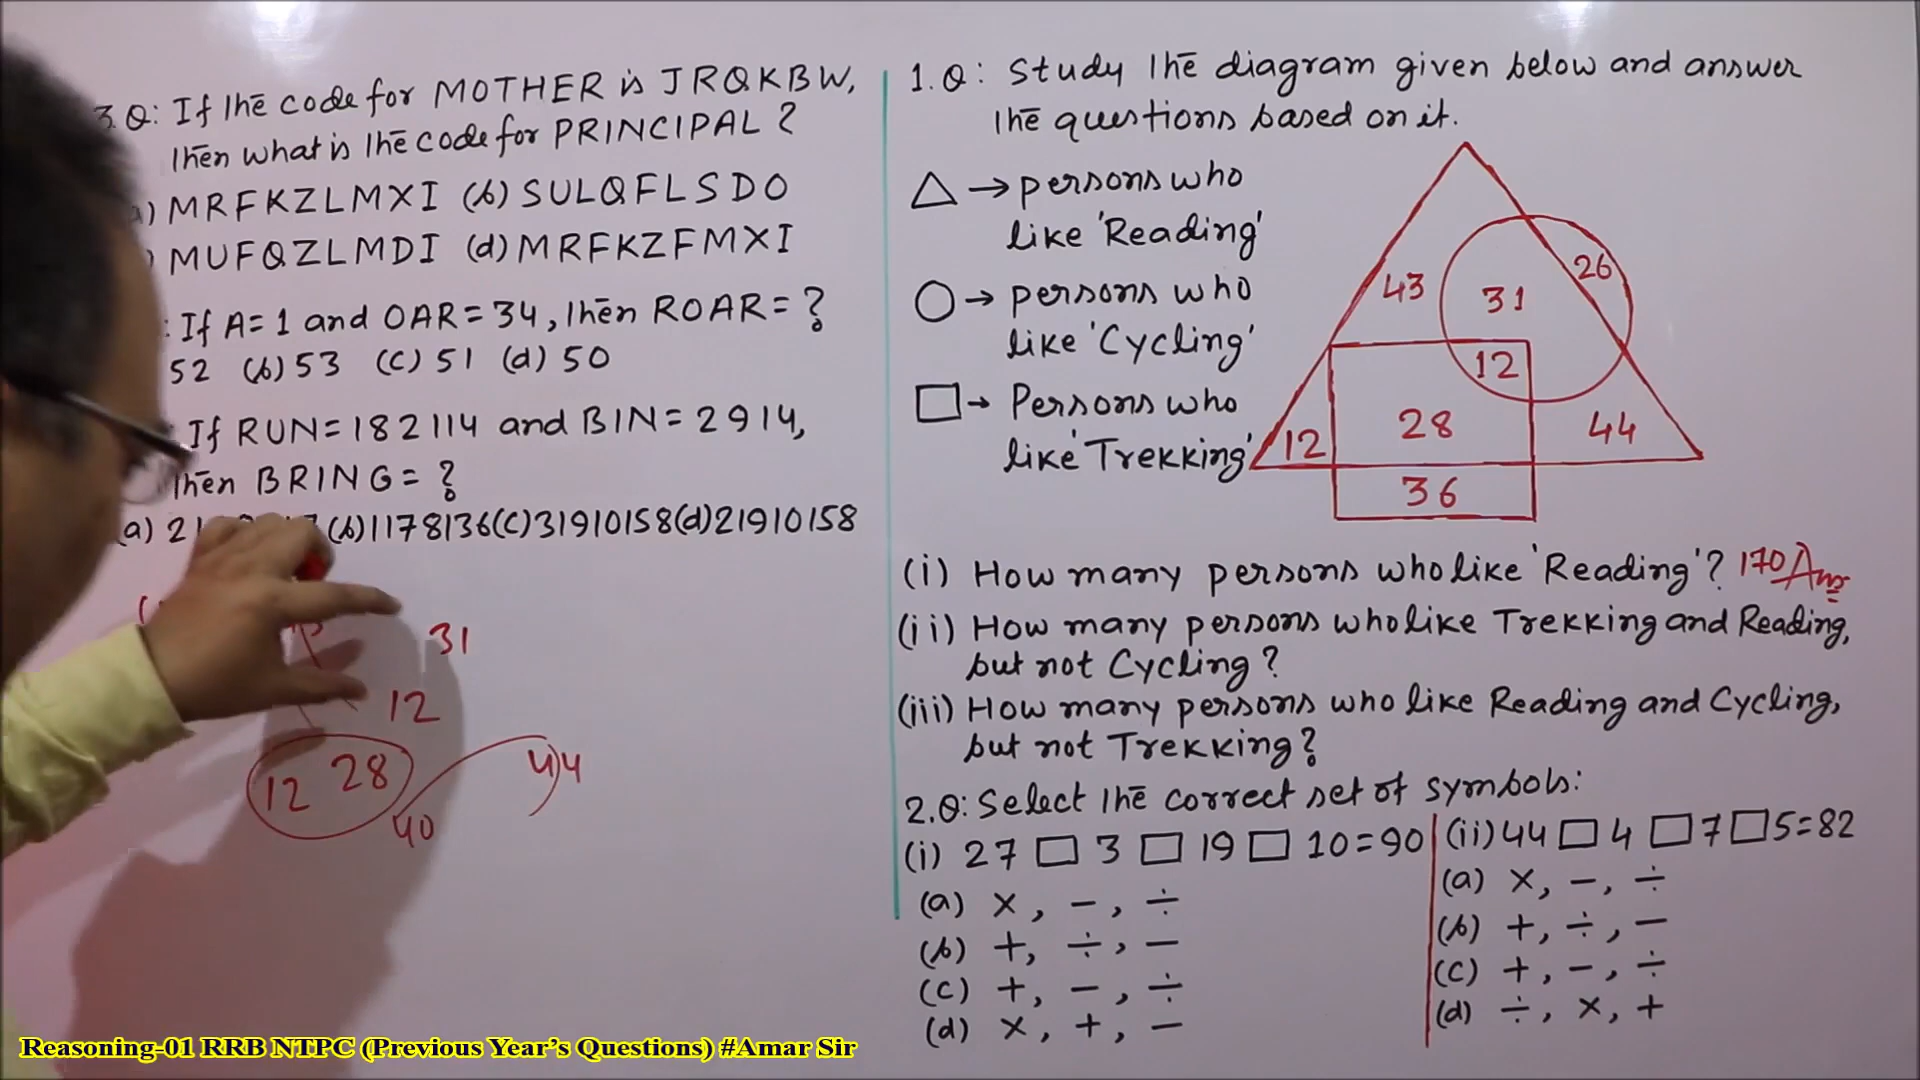 3.Q: If the code for MOTHER is JRQKBW,
then what is the code for PRINCIPAL ?
) MRFKZLMXI (b) SULQFLSDO
) MUFQZLMDI (d) MRFKZFMXI
: If A=1 and OAR=34, then ROAR= ?
52 (b) 53 (c) 51 (d) 50
If RUN=182114 and BIN=2914,
then BRING= ?
(a) 2 (b) 1178136 (c) 31910158 (d) 21910158
31
12
12 28 44
40
1.Q: Study the diagram given below and answer
the questions based on it.
△ → persons who
like 'Reading'
○ → persons who
like 'Cycling'
□ → Persons who
like 'Trekking'
43 31 26
12
12 28 44
36
(i) How many persons who like 'Reading'? 170 Ans
(ii) How many persons who like Trekking and Reading,
but not Cycling ?
(iii) How many persons who like Reading and Cycling,
but not Trekking?
2.Q: Select the correct set of symbols:
(i) 27 □ 3 □ 19 □ 10=90
(a) ×, −, ÷
(b) +, ÷, −
(c) +, −, ÷
(d) ×, +, −
(ii) 44 □ 4 □ 7 □ 5=82
(a) ×, −, ÷
(b) +, ÷, −
(c) +, −, ÷
(d) ÷, ×, +
Reasoning-01 RRB NTPC (Previous Year's Questions) #Amar Sir